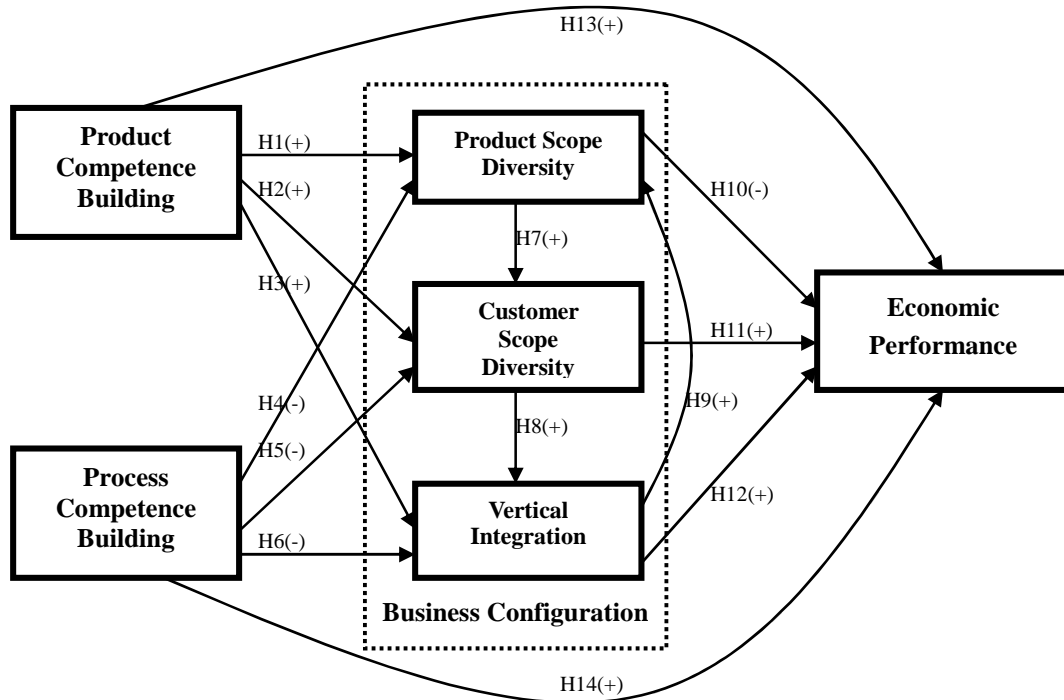 H13(+)
Product
Competence
Building
H1(+)
H2(+)
H3(+)
Product Scope
Diversity
H10(-)
H7(+)
Customer
Scope
Diversity
H11(+)
Economic
Performance
H4(-)
H5(-)
H6(-)
H8(+)
H9(+)
Process
Competence
Building
Vertical
Integration
H12(+)
Business Configuration
H14(+)